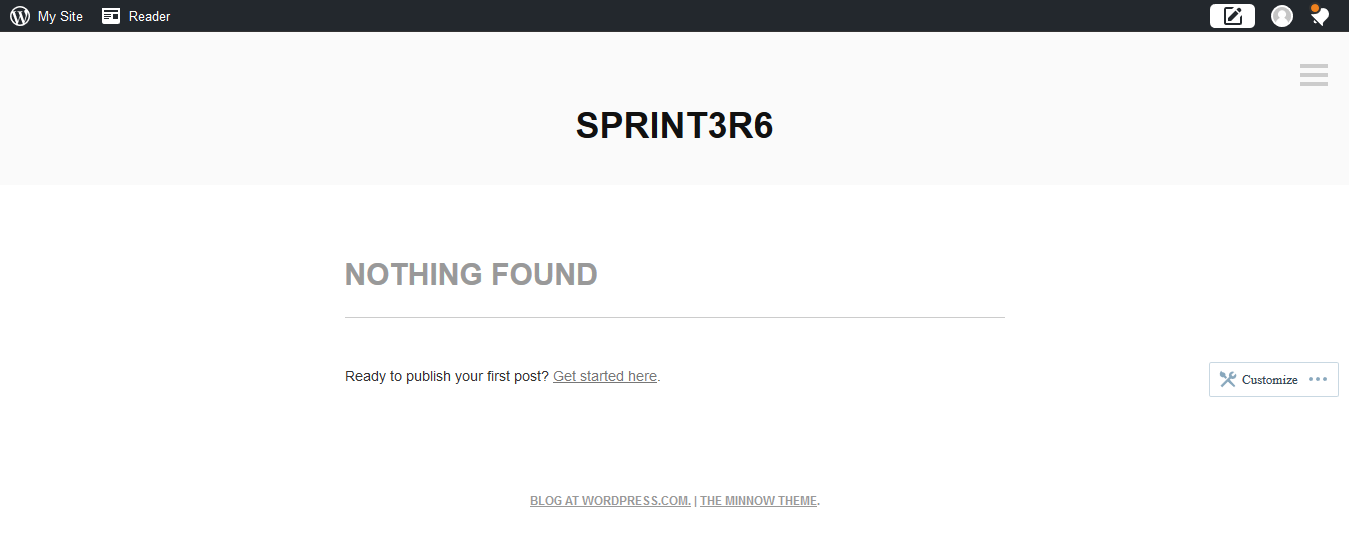 My Site Reader
SPRINT3R6
NOTHING FOUND
Ready to publish your first post? Get started here.
Customize
BLOG AT WORDPRESS.COM. | THE MINNOW THEME.